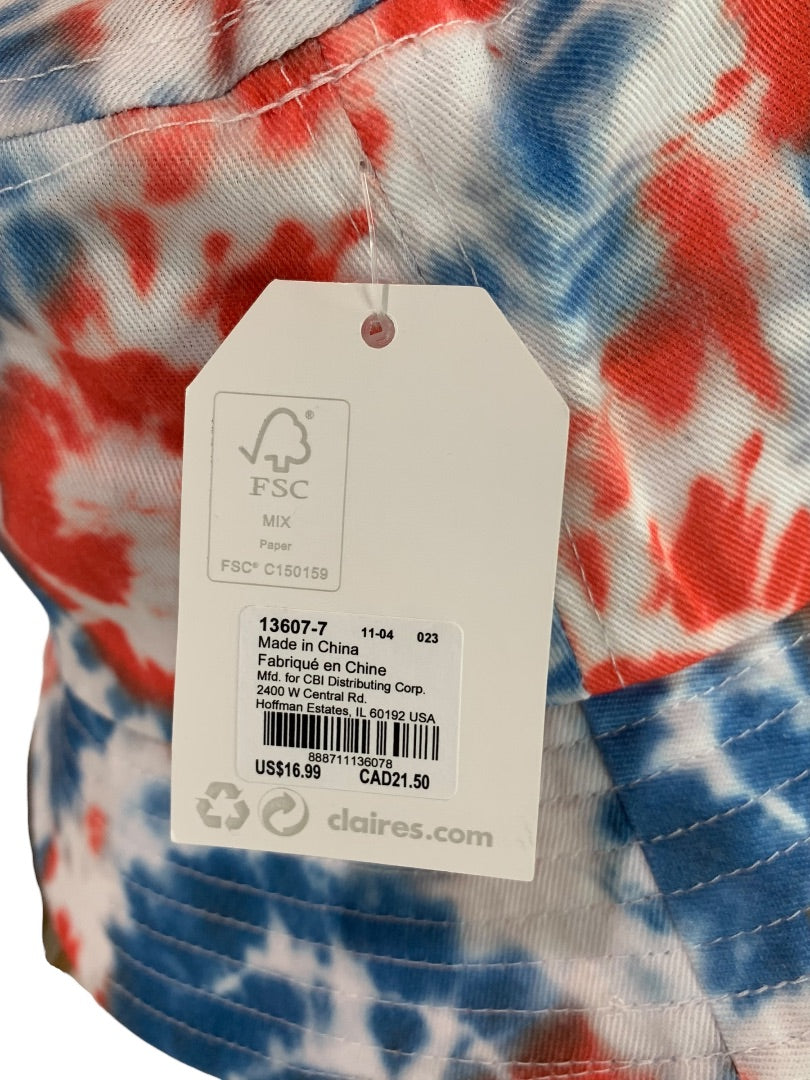 ®
FSC
MIX
Paper
FSC® C150159
13607-7 11-04 023
Made in China
Fabriqué en Chine
Mfd. for CBI Distributing Corp.
2400 W Central Rd.
Hoffman Estates, IL 60192 USA
888711136078
US$16.99 CAD21.50
claires.com